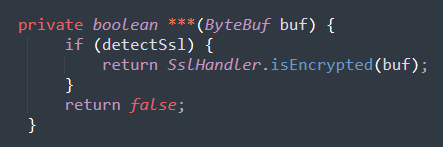 private boolean ***(ByteBuf buf) {
if (detectSsl) {
return SslHandler.isEncrypted(buf);
}
return false;
}